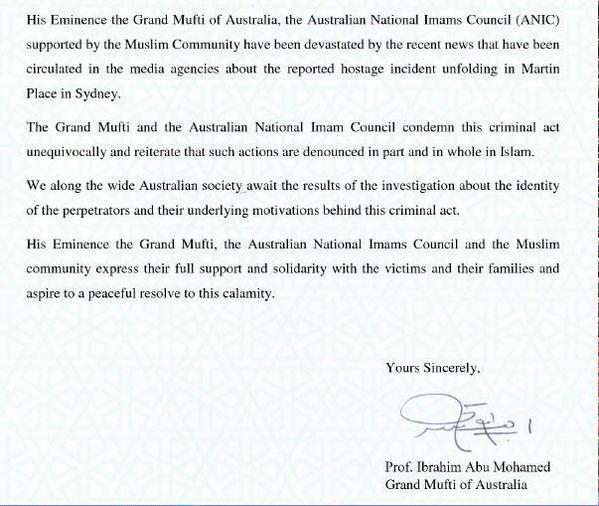 His Eminence the Grand Mufti of Australia, the Australian National Imams Council (ANIC)
supported by the Muslim Community have been devastated by the recent news that have been
circulated in the media agencies about the reported hostage incident unfolding in Martin
Place in Sydney.
The Grand Mufti and the Australian National Imam Council condemn this criminal act
unequivocally and reiterate that such actions are denounced in part and in whole in Islam.
We along the wide Australian society await the results of the investigation about the identity
of the perpetrators and their underlying motivations behind this criminal act.
His Eminence the Grand Mufti, the Australian National Imams Council and the Muslim
community express their full support and solidarity with the victims and their families and
aspire to a peaceful resolve to this calamity.
Yours Sincerely,
Prof. Ibrahim Abu Mohamed
Grand Mufti of Australia